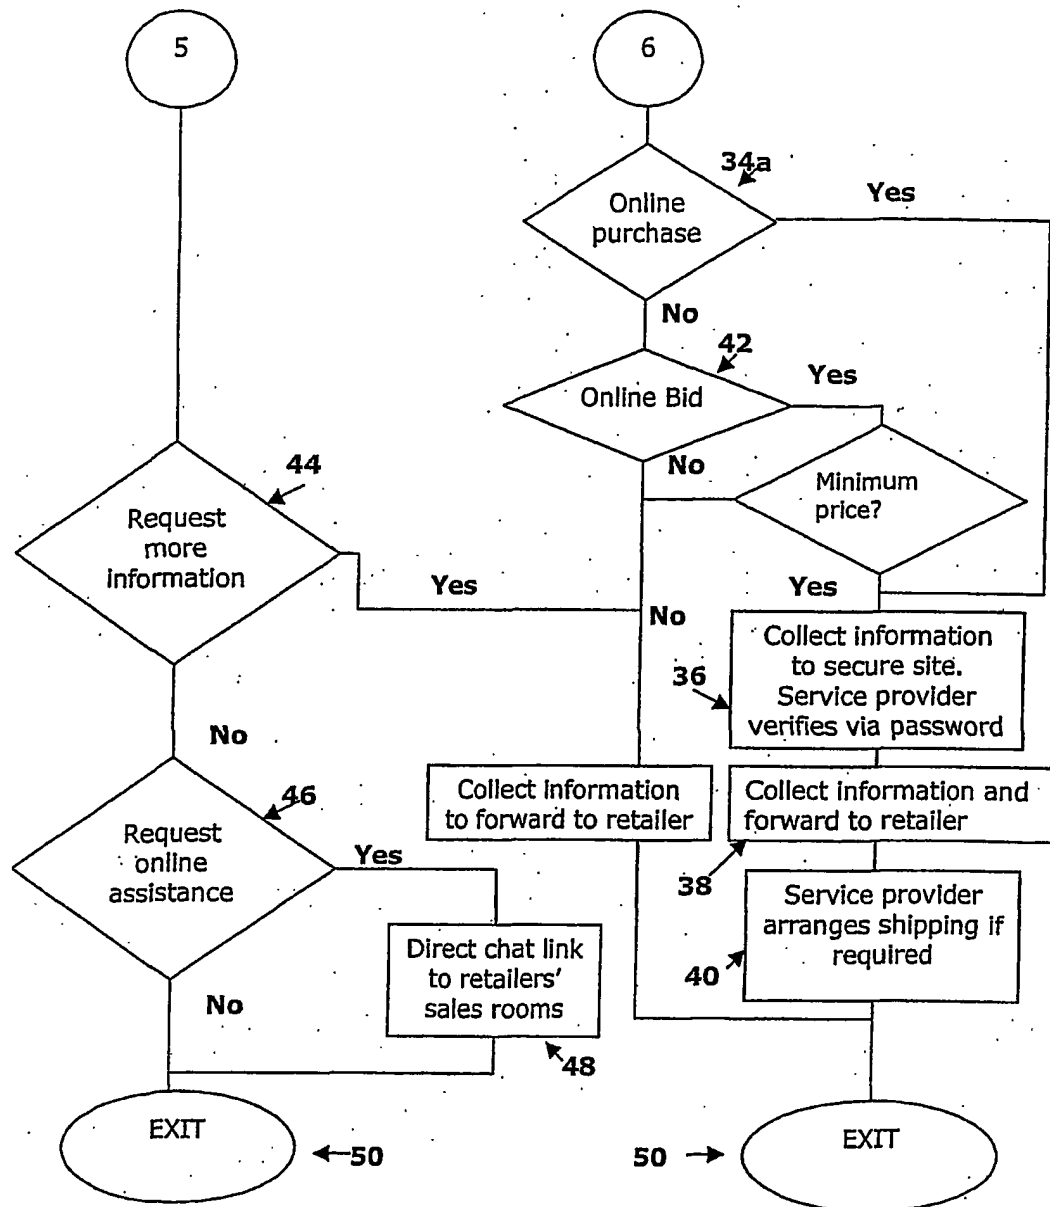 5
6
34a
Online
purchase
Yes
No
42
Online Bid
Yes
No
Minimum
price?
44
Request
more
information
Yes
No
Yes
Collect information
to secure site.
Service provider
verifies via password
36
No
46
Request
online
assistance
Yes
Collect information
to forward to retailer
Collect information and
forward to retailer
38
Service provider
arranges shipping if
required
40
Direct chat link
to retailers'
sales rooms
48
No
EXIT
50
50
EXIT